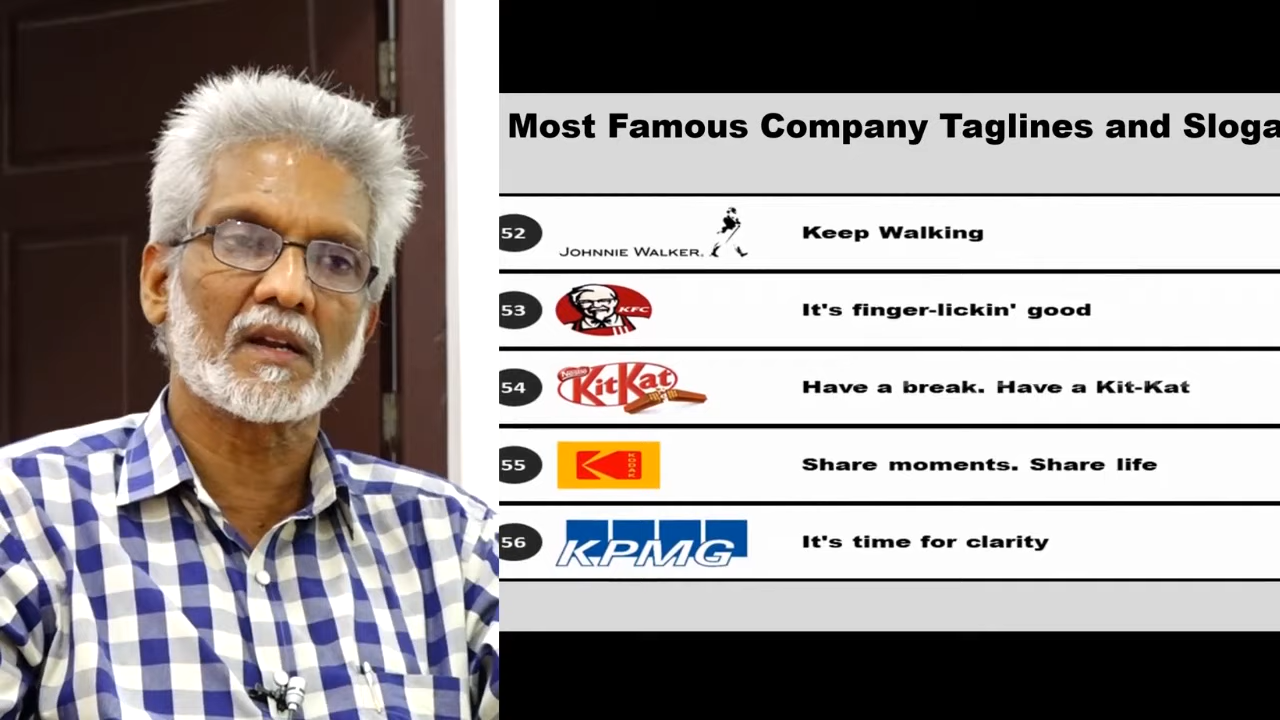 Most Famous Company Taglines and Sloga
52
JOHNNIE WALKER.
Keep Walking
53
KFC
It's finger-lickin' good
54
Nestle
KitKat
Have a break. Have a Kit-Kat
55
KODAK
Share moments. Share life
56
KPMG
It's time for clarity